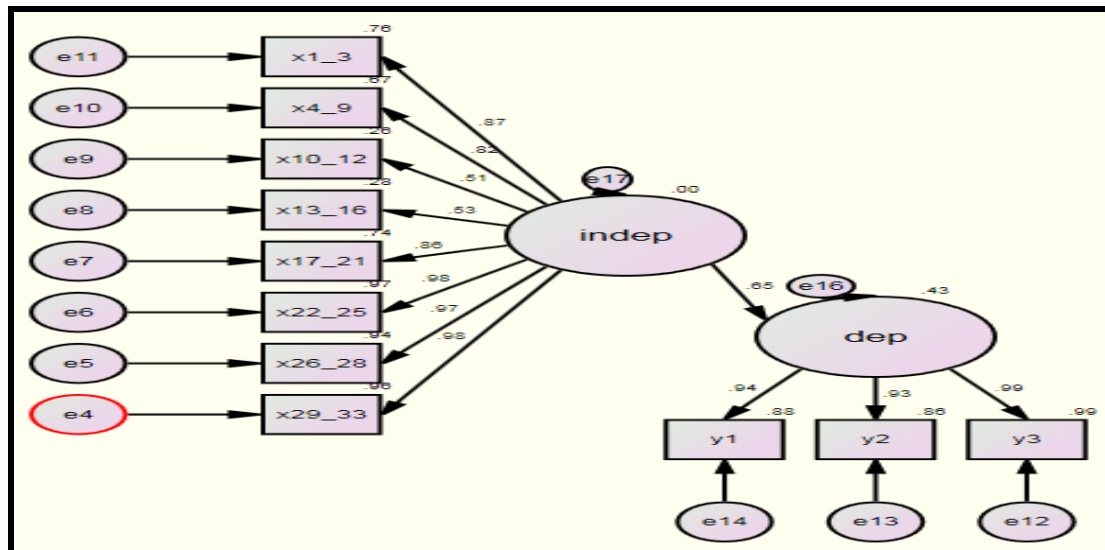 .76
e11 x1_3
.67
e10 x4_9 .87
.26 .82
e9 x10_12 .51 e17 .00
.28
e8 x13_16 .53
.74 indep
e7 x17_21 .86
.97 .98 .65 e16 .43
e6 x22_25 .97
.94 .98 dep
e5 x26_28
.96 .94 .93 .99
e4 x29_33 .88 .86 .99
y1 y2 y3
e14 e13 e12